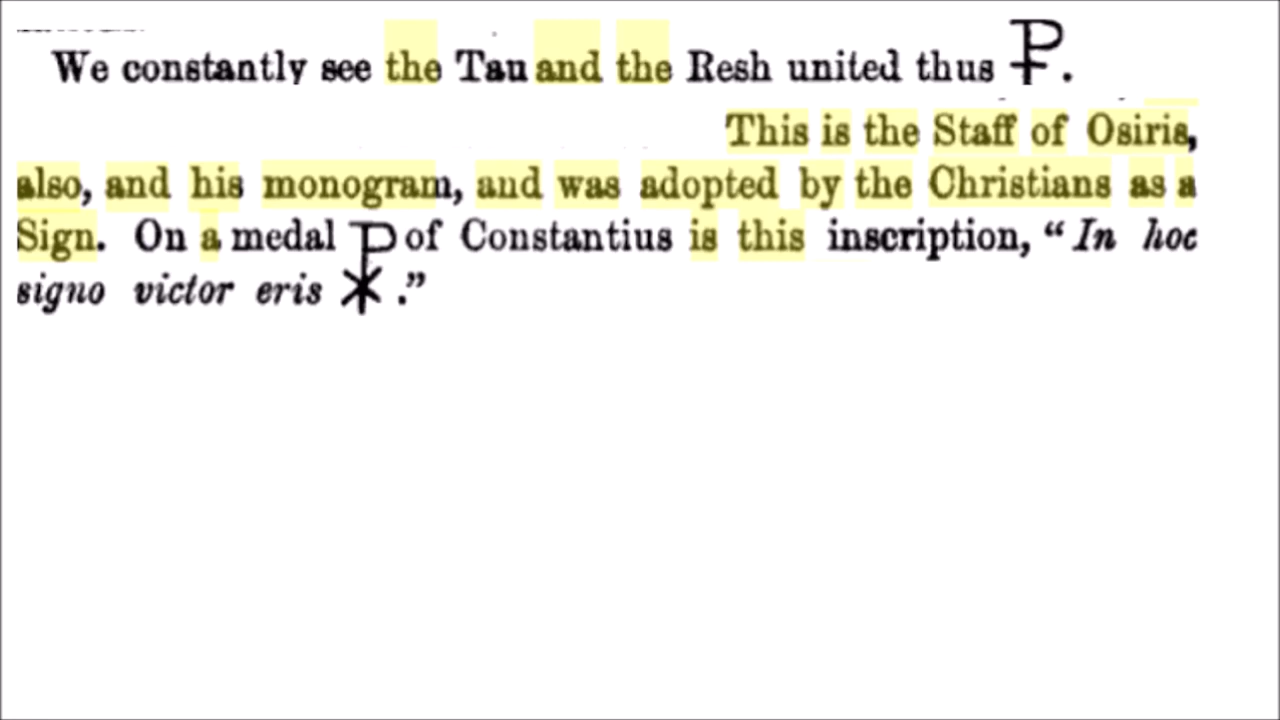 We constantly see the Tau and the Resh united thus ⳨.
This is the Staff of Osiris,
also, and his monogram, and was adopted by the Christians as a
Sign. On a medal of Constantius is this inscription, “In hoc
signo victor eris ☧.”